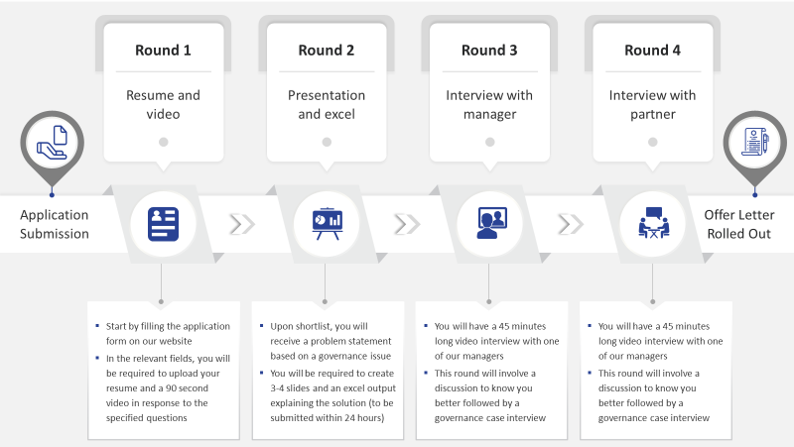 Round 1
Resume and
video
Round 2
Presentation
and excel
Round 3
Interview with
manager
Round 4
Interview with
partner
Application
Submission
Offer Letter
Rolled Out
▪ Start by filling the application
form on our website
▪ In the relevant fields, you will
be required to upload your
resume and a 90 second
video in response to the
specified questions
▪ Upon shortlist, you will
receive a problem statement
based on a governance issue
▪ You will be required to create
3-4 slides and an excel output
explaining the solution (to be
submitted within 24 hours)
▪ You will have a 45 minutes
long video interview with one
of our managers
▪ This round will involve a
discussion to know you
better followed by a
governance case interview
▪ You will have a 45 minutes
long video interview with one
of our managers
▪ This round will involve a
discussion to know you
better followed by a
governance case interview